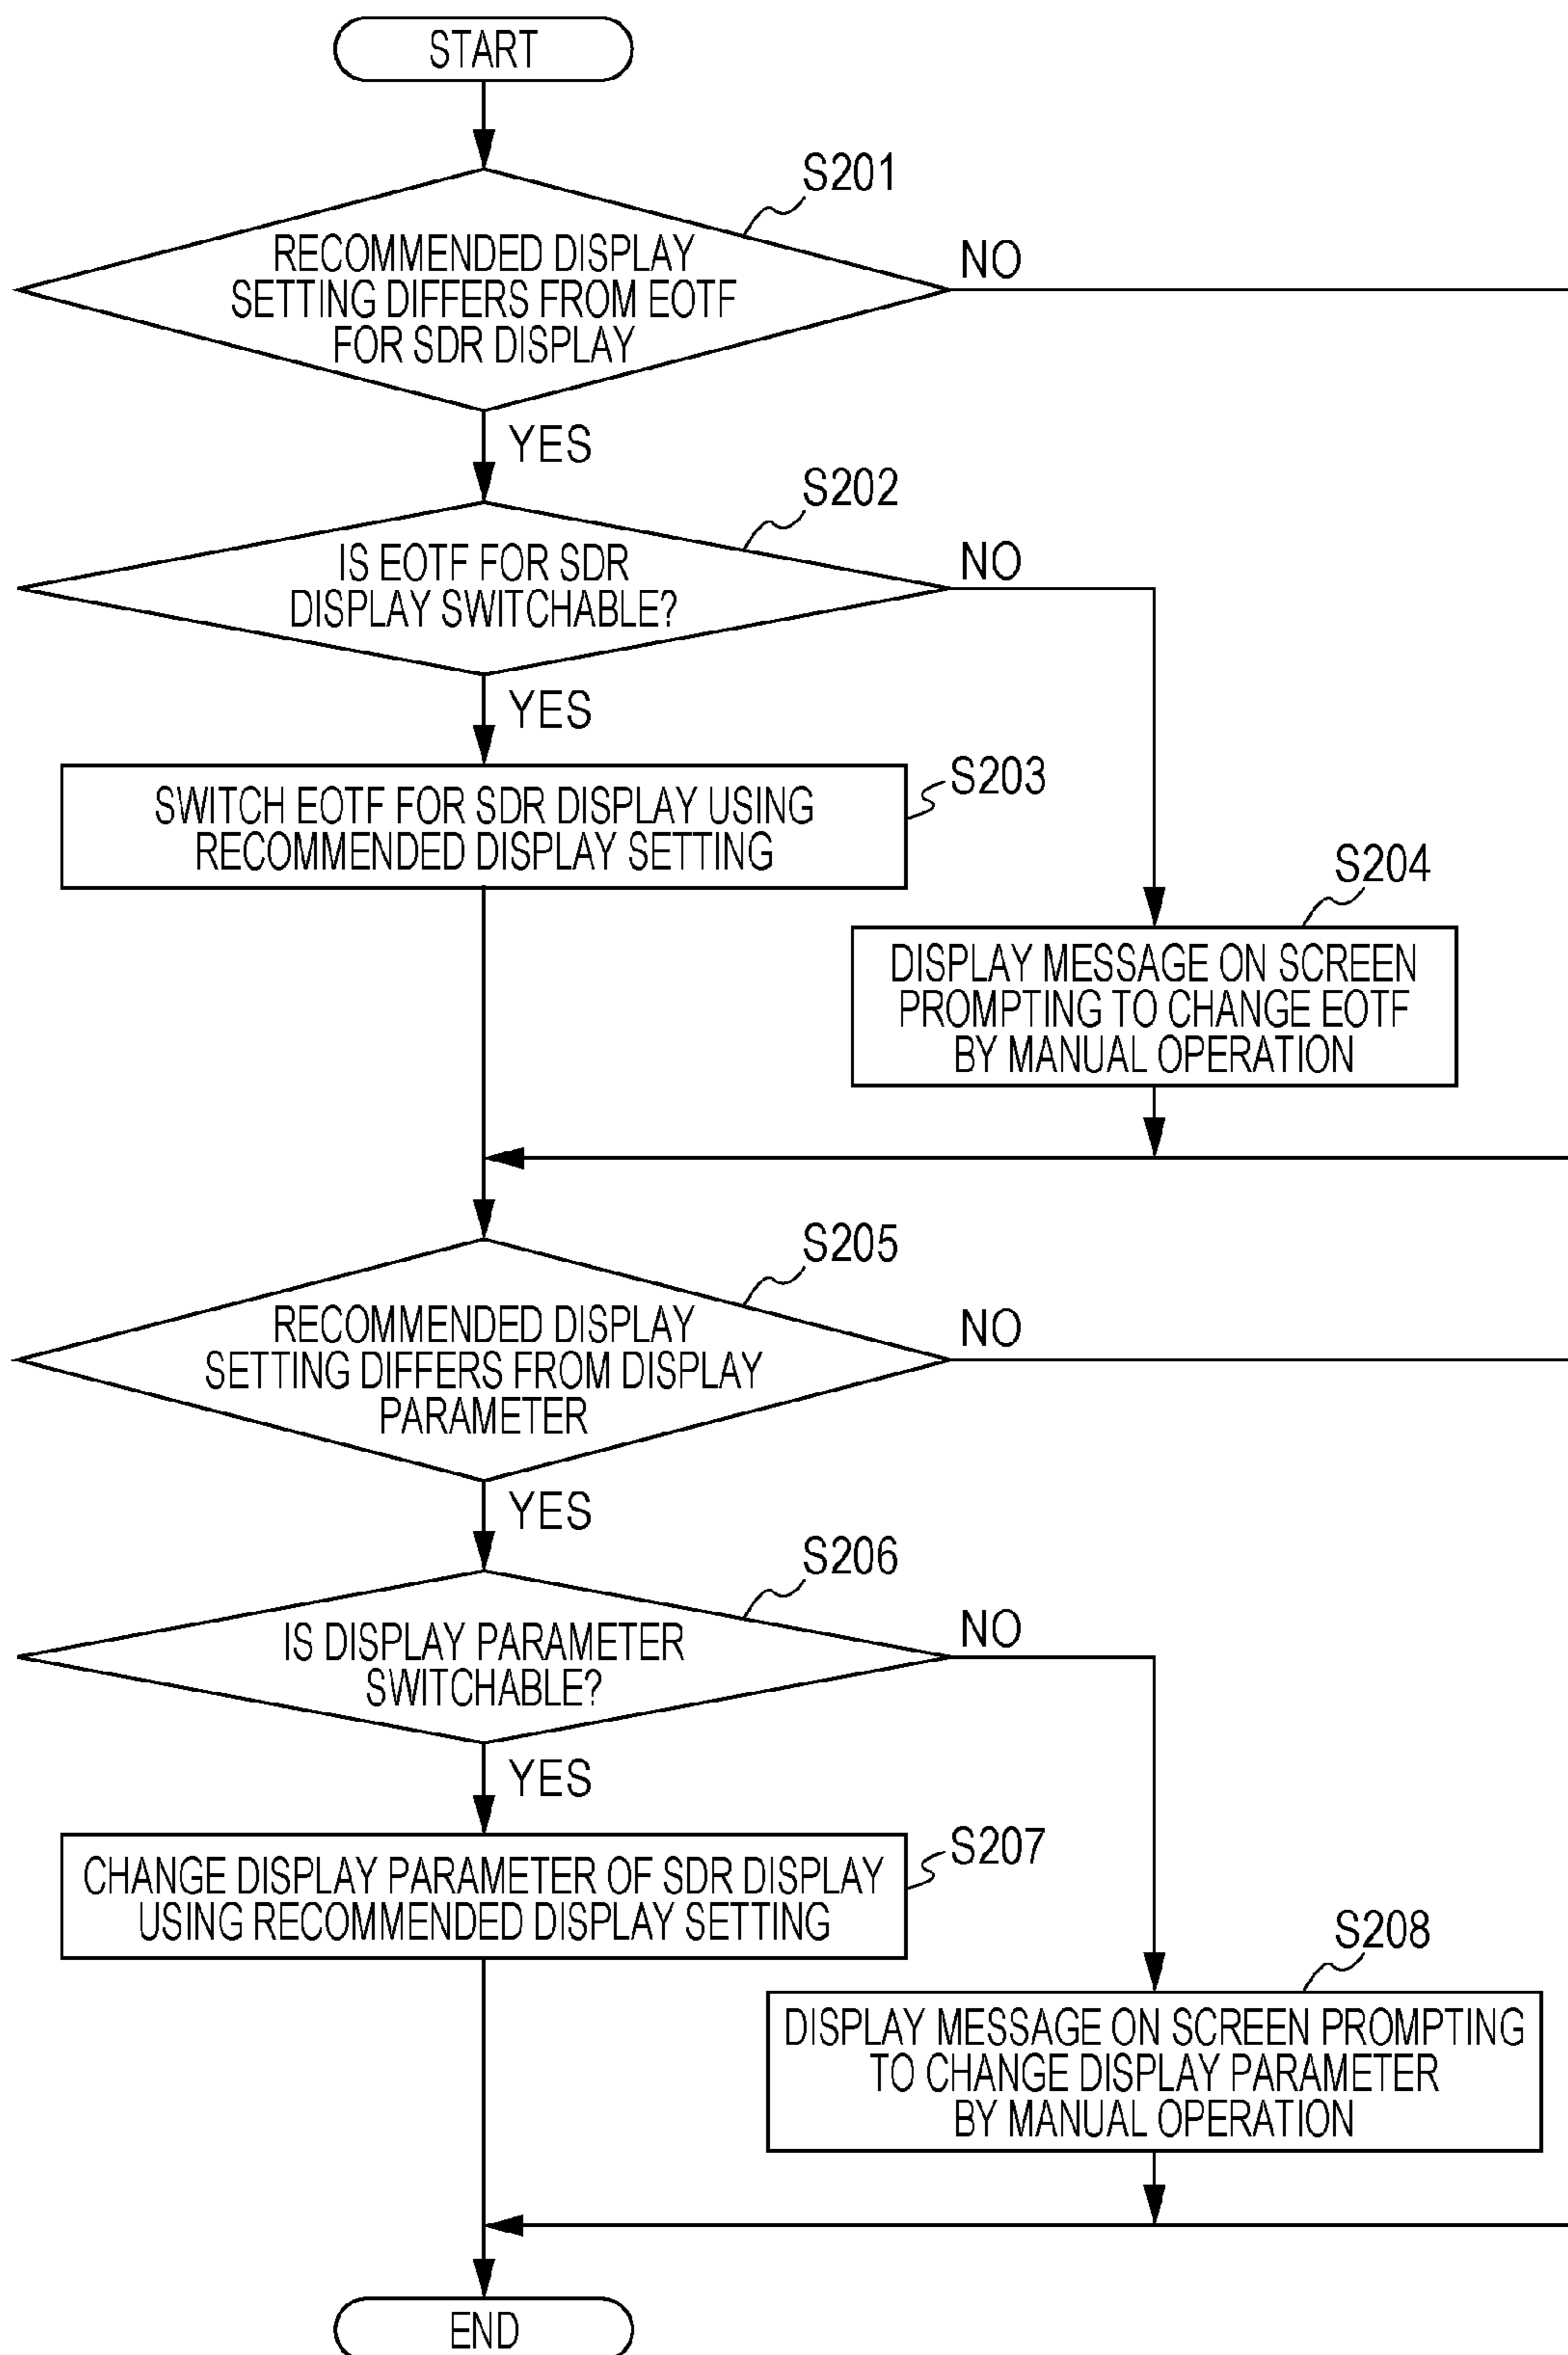 START
S201
RECOMMENDED DISPLAY
SETTING DIFFERS FROM EOTF
FOR SDR DISPLAY
NO
YES
S202
IS EOTF FOR SDR
DISPLAY SWITCHABLE?
NO
YES
S203
SWITCH EOTF FOR SDR DISPLAY USING
RECOMMENDED DISPLAY SETTING
S204
DISPLAY MESSAGE ON SCREEN
PROMPTING TO CHANGE EOTF
BY MANUAL OPERATION
S205
RECOMMENDED DISPLAY
SETTING DIFFERS FROM DISPLAY
PARAMETER
NO
YES
S206
IS DISPLAY PARAMETER
SWITCHABLE?
NO
YES
S207
CHANGE DISPLAY PARAMETER OF SDR DISPLAY
USING RECOMMENDED DISPLAY SETTING
S208
DISPLAY MESSAGE ON SCREEN PROMPTING
TO CHANGE DISPLAY PARAMETER
BY MANUAL OPERATION
END